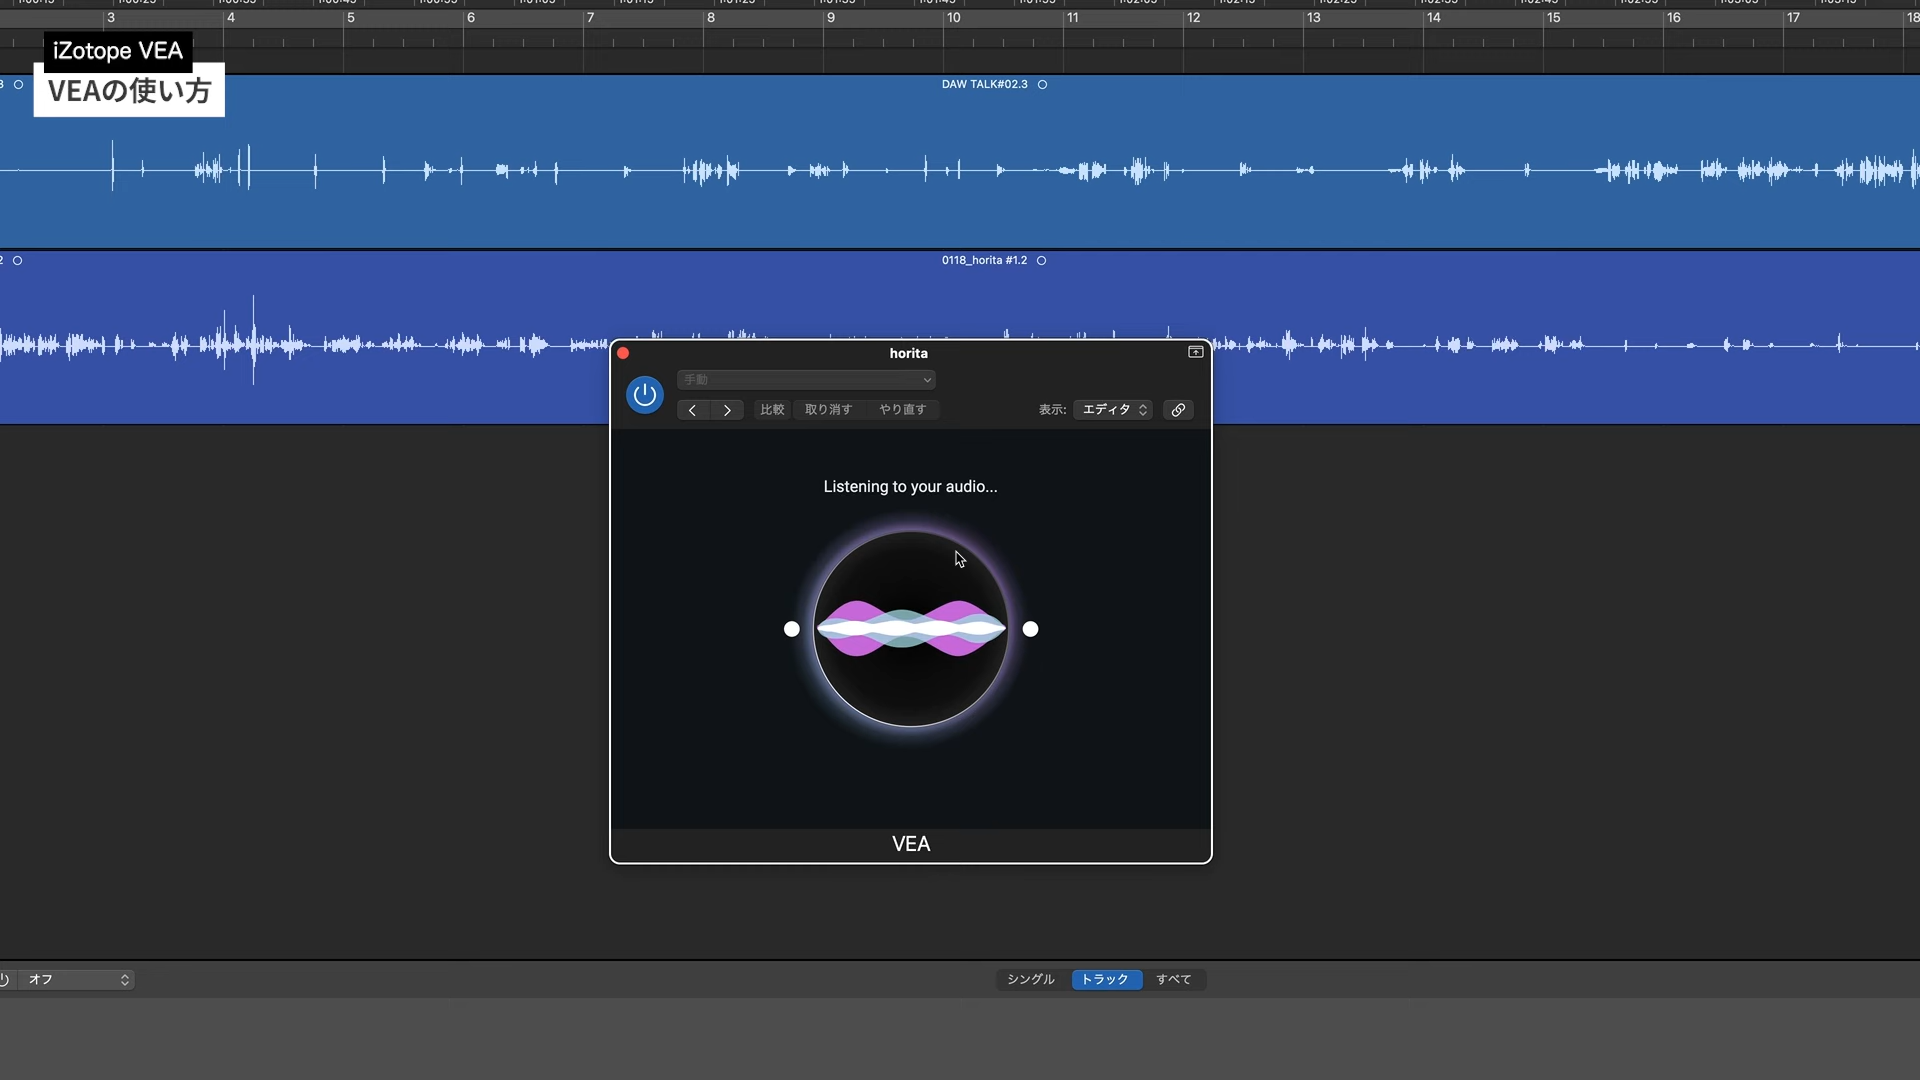 3 4 5 6 7 8 9 10 11 12 13 14 15 16 17 18
iZotope VEA
VEAの使い方
DAW TALK#02.3
0118_horita #1.2
horita
手動
比較 取り消す やり直す 表示: エディタ
Listening to your audio...
VEA
オフ シングル トラック すべて